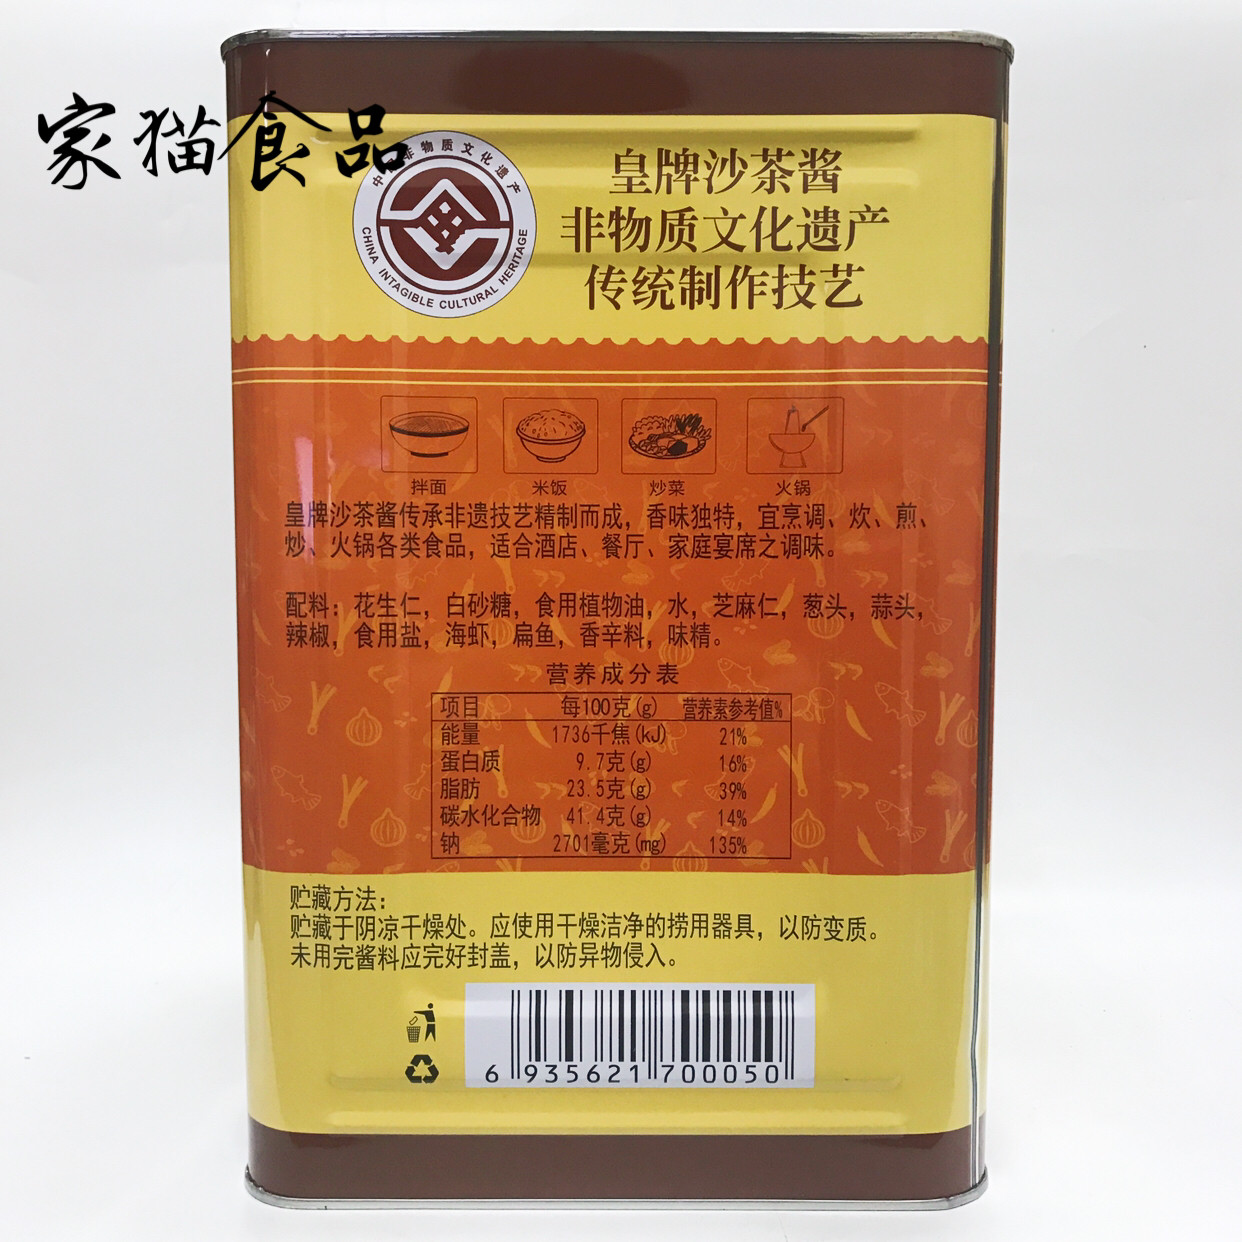 家猫食品
中国非物质文化遗产
CHINA INTAGIBLE CULTURAL HERITAGE
皇牌沙茶酱
非物质文化遗产
传统制作技艺
拌面 米饭 炒菜 火锅
皇牌沙茶酱传承非遗技艺精制而成，香味独特，宜烹调、炊、煎、
炒、火锅各类食品，适合酒店、餐厅、家庭宴席之调味。
配料：花生仁，白砂糖，食用植物油，水，芝麻仁，葱头，蒜头，
辣椒，食用盐，海虾，扁鱼，香辛料，味精。
营养成分表
项目 每100克(g) 营养素参考值%
能量 1736千焦(kJ) 21%
蛋白质 9.7克(g) 16%
脂肪 23.5克(g) 39%
碳水化合物 41.4克(g) 14%
钠 2701毫克(mg) 135%
贮藏方法：
贮藏于阴凉干燥处。应使用干燥洁净的捞用器具，以防变质。
未用完酱料应完好封盖，以防异物侵入。
6 935621 700050